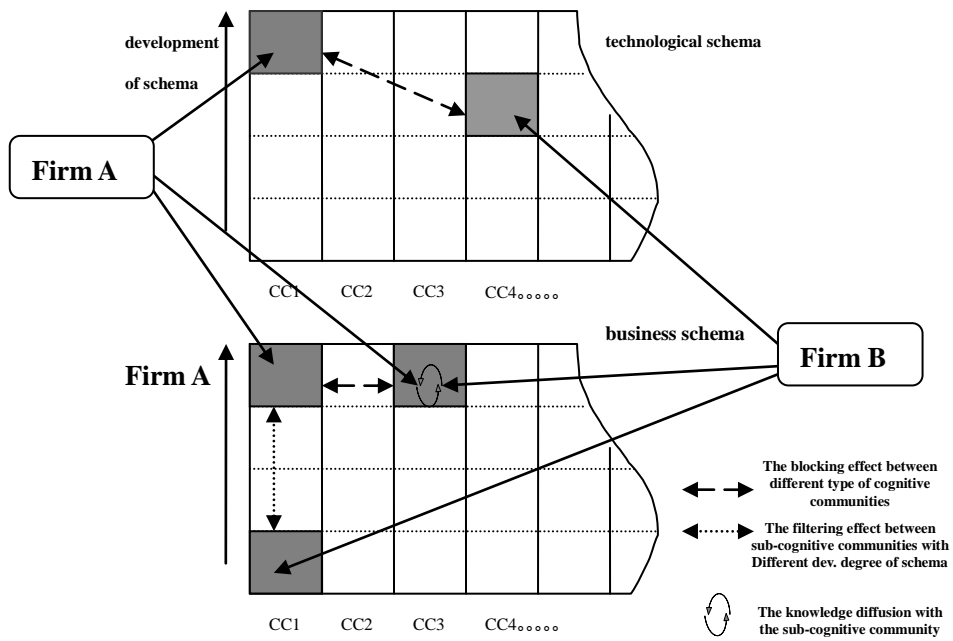 development
of schema
technological schema
Firm A
CC1 CC2 CC3 CC4。。。。。
business schema
Firm A
Firm B
The blocking effect between
different type of cognitive
communities
The filtering effect between
sub-cognitive communities with
Different dev. degree of schema
The knowledge diffusion with
the sub-cognitive community
CC1 CC2 CC3 CC4。。。。。